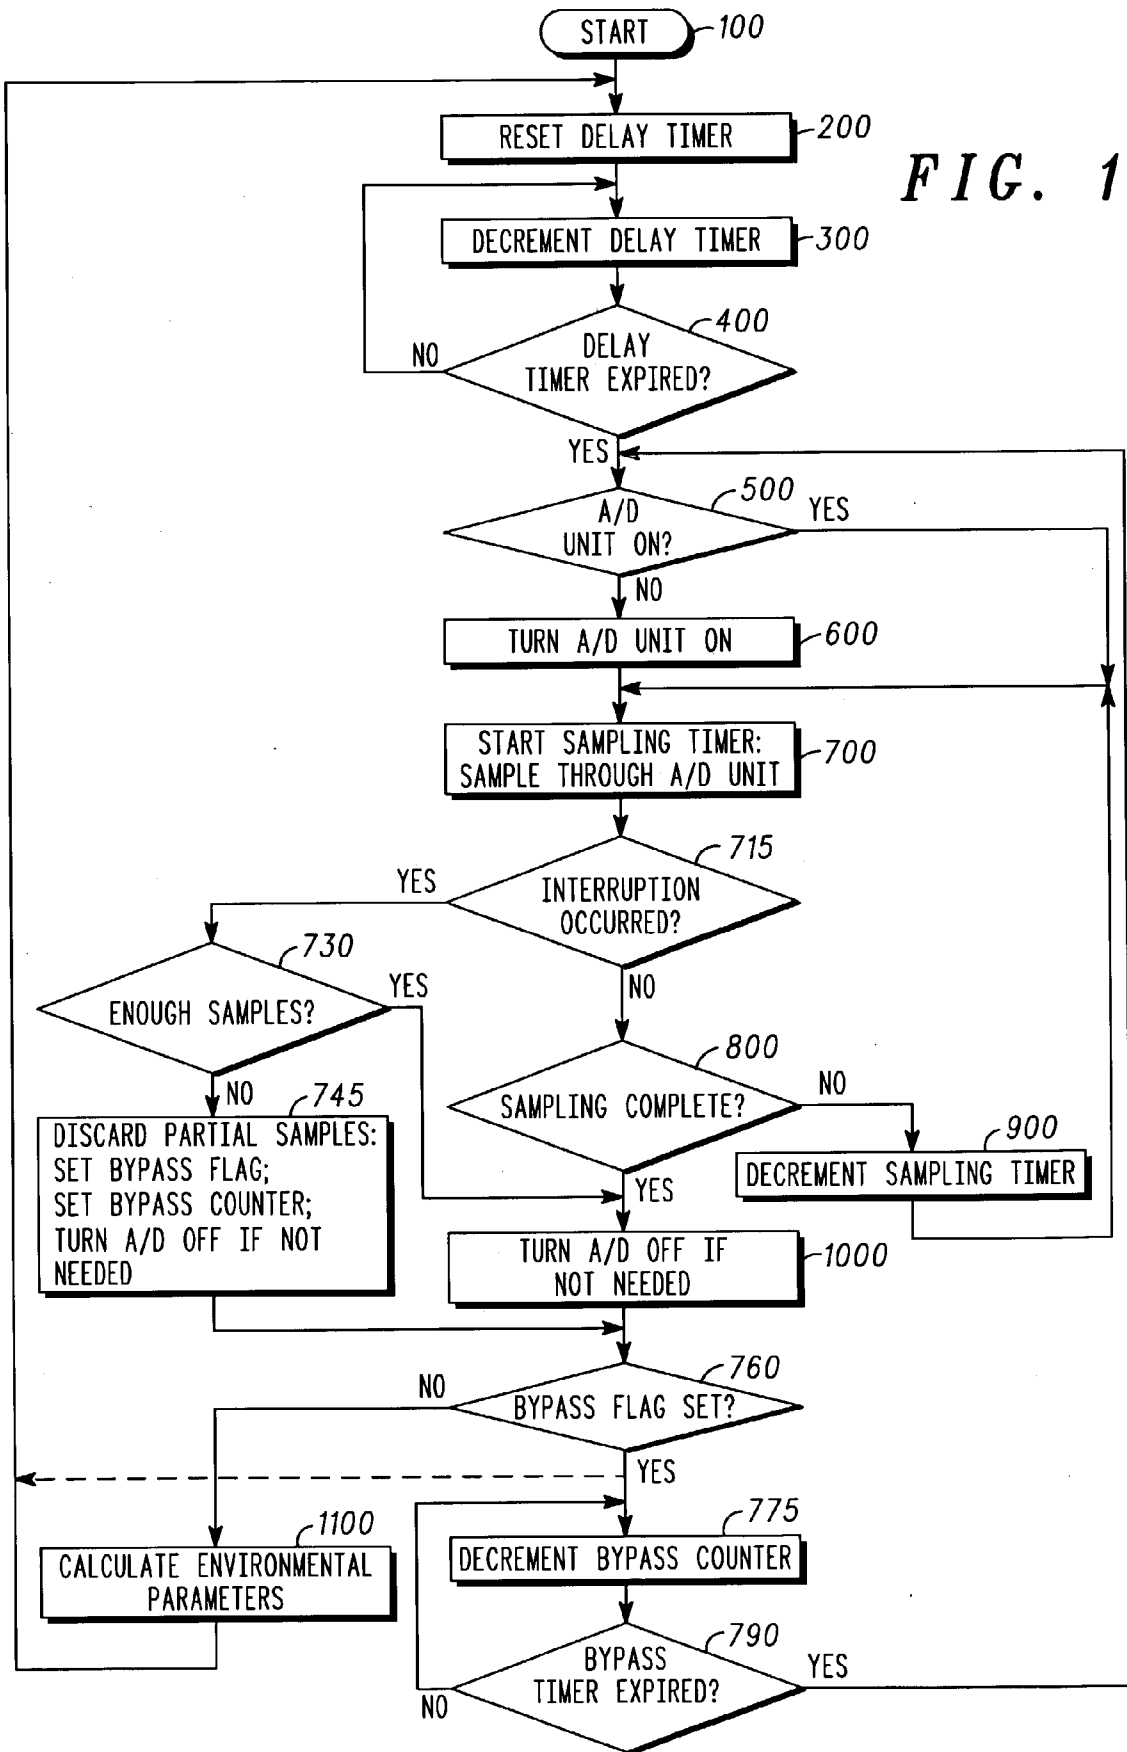 START
100
RESET DELAY TIMER
200
FIG. 1
DECREMENT DELAY TIMER
300
400
DELAY
TIMER EXPIRED?
NO
YES
500
A/D
UNIT ON?
YES
NO
TURN A/D UNIT ON
600
START SAMPLING TIMER:
SAMPLE THROUGH A/D UNIT
700
715
INTERRUPTION
OCCURRED?
YES
NO
730
ENOUGH SAMPLES?
YES
NO
800
SAMPLING COMPLETE?
NO
YES
745
DISCARD PARTIAL SAMPLES:
SET BYPASS FLAG;
SET BYPASS COUNTER;
TURN A/D OFF IF NOT
NEEDED
900
DECREMENT SAMPLING TIMER
TURN A/D OFF IF
NOT NEEDED
1000
760
BYPASS FLAG SET?
NO
YES
775
DECREMENT BYPASS COUNTER
1100
CALCULATE ENVIRONMENTAL
PARAMETERS
790
BYPASS
TIMER EXPIRED?
NO
YES